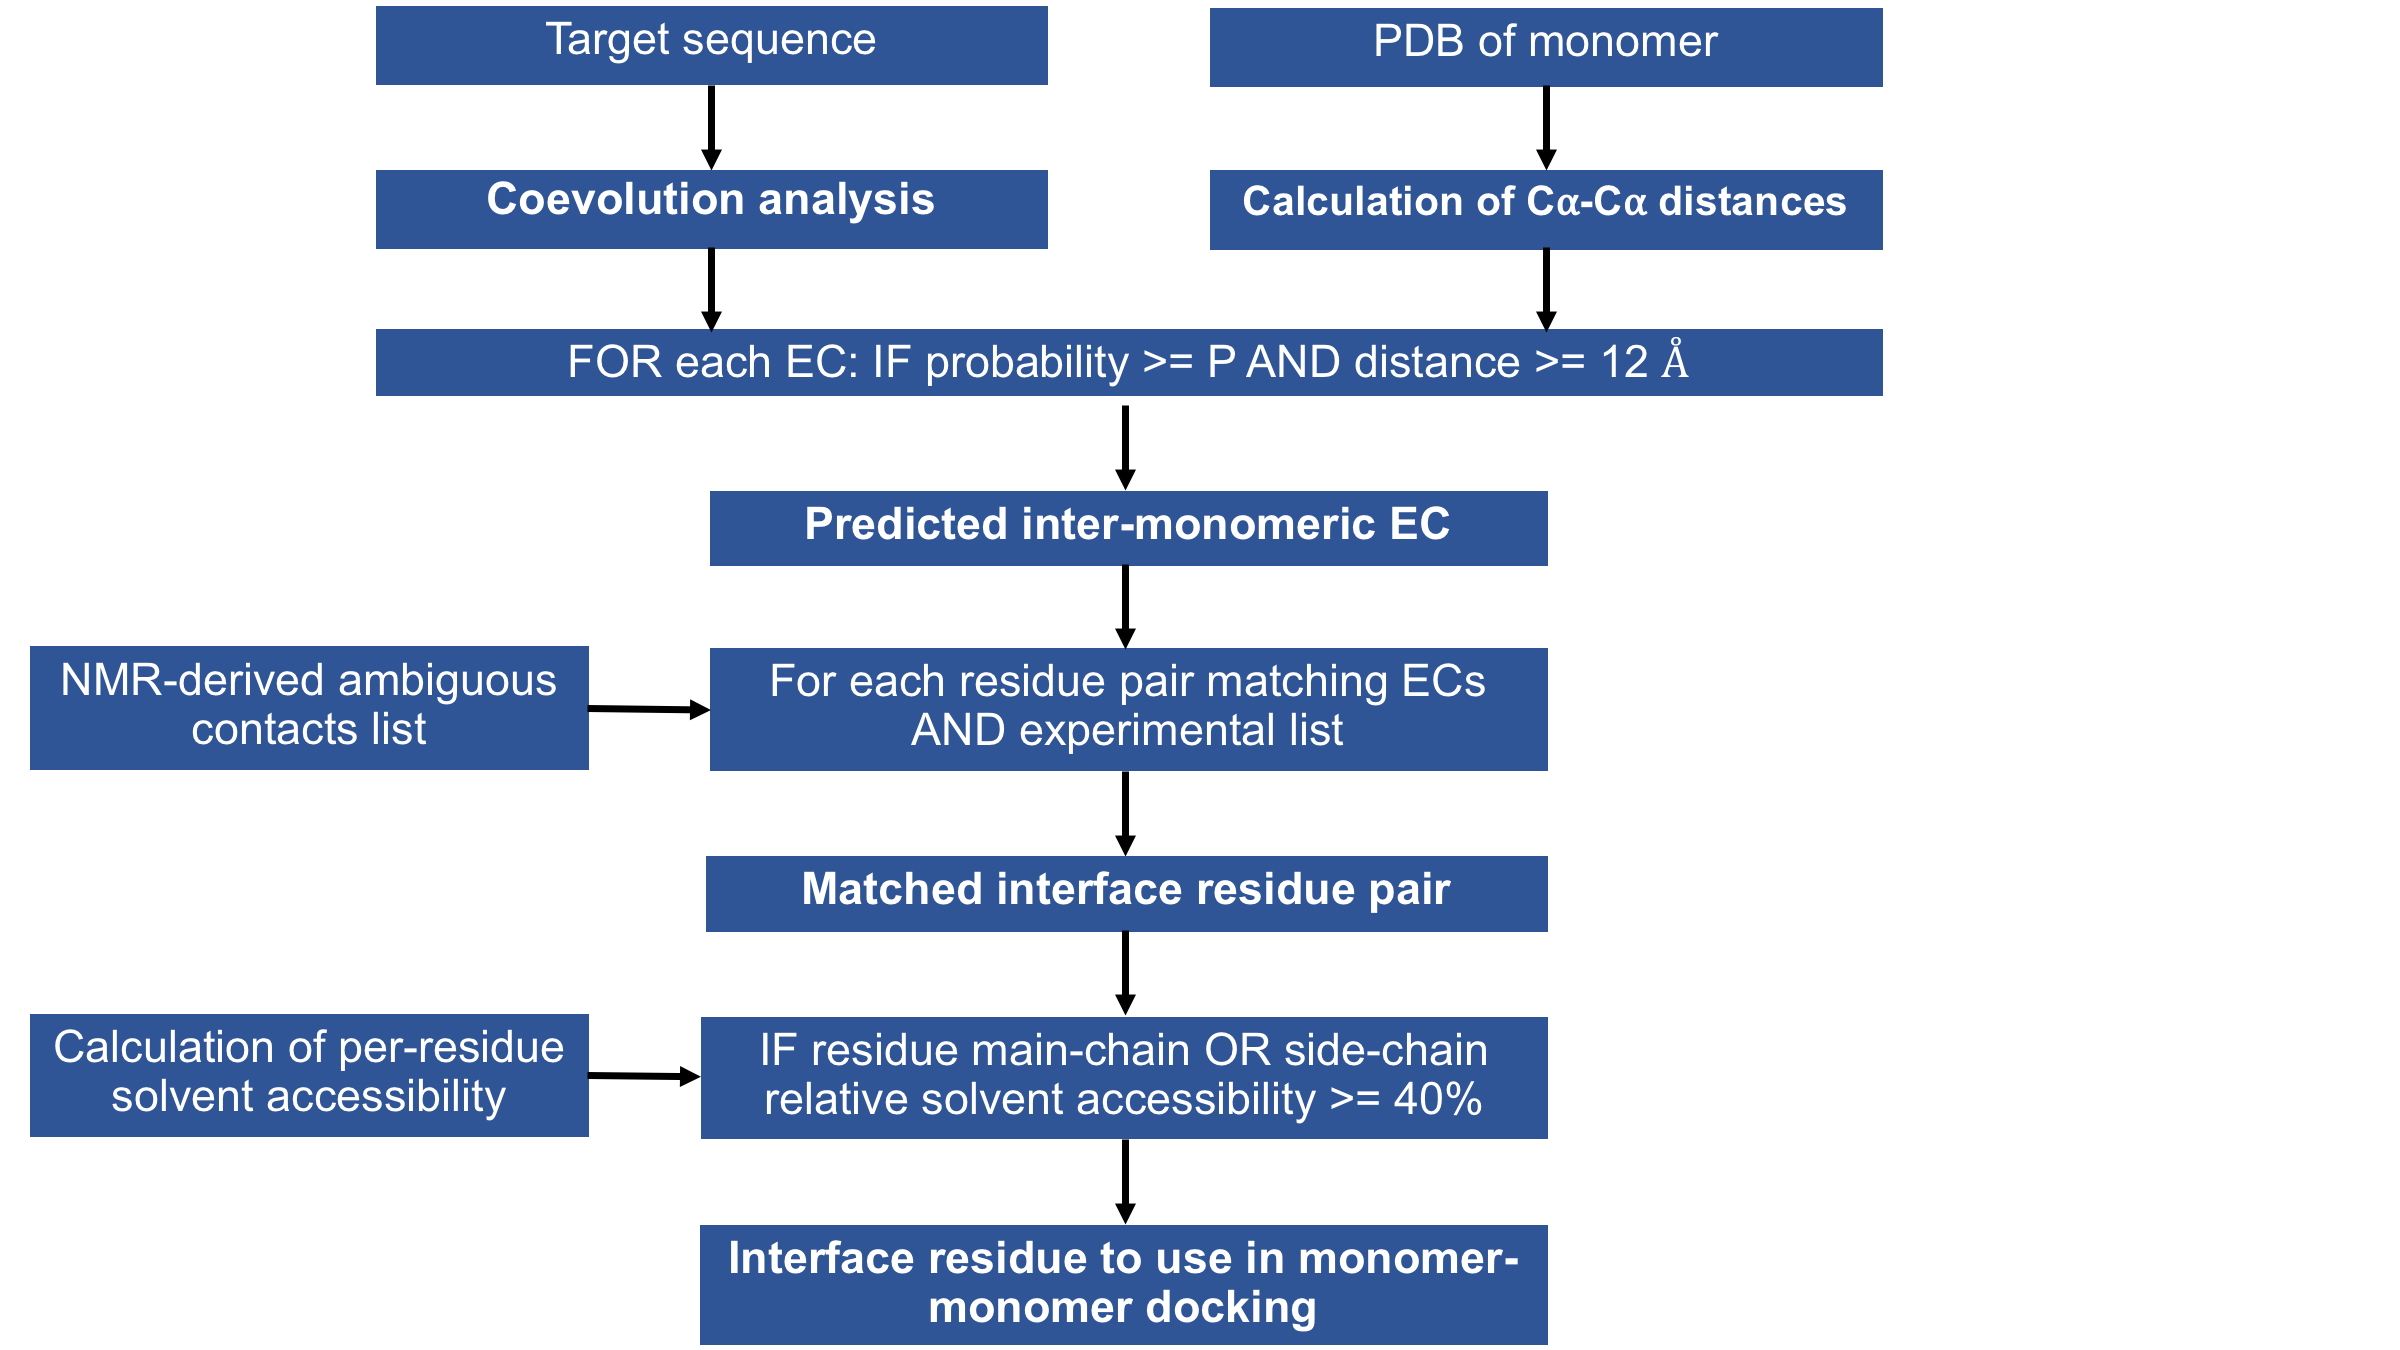 Target sequence
PDB of monomer
Coevolution analysis
Calculation of Cα-Cα distances
FOR each EC: IF probability >= P AND distance >= 12 Å
Predicted inter-monomeric EC
NMR-derived ambiguous
contacts list
For each residue pair matching ECs
AND experimental list
Matched interface residue pair
Calculation of per-residue
solvent accessibility
IF residue main-chain OR side-chain
relative solvent accessibility >= 40%
Interface residue to use in monomer-
monomer docking